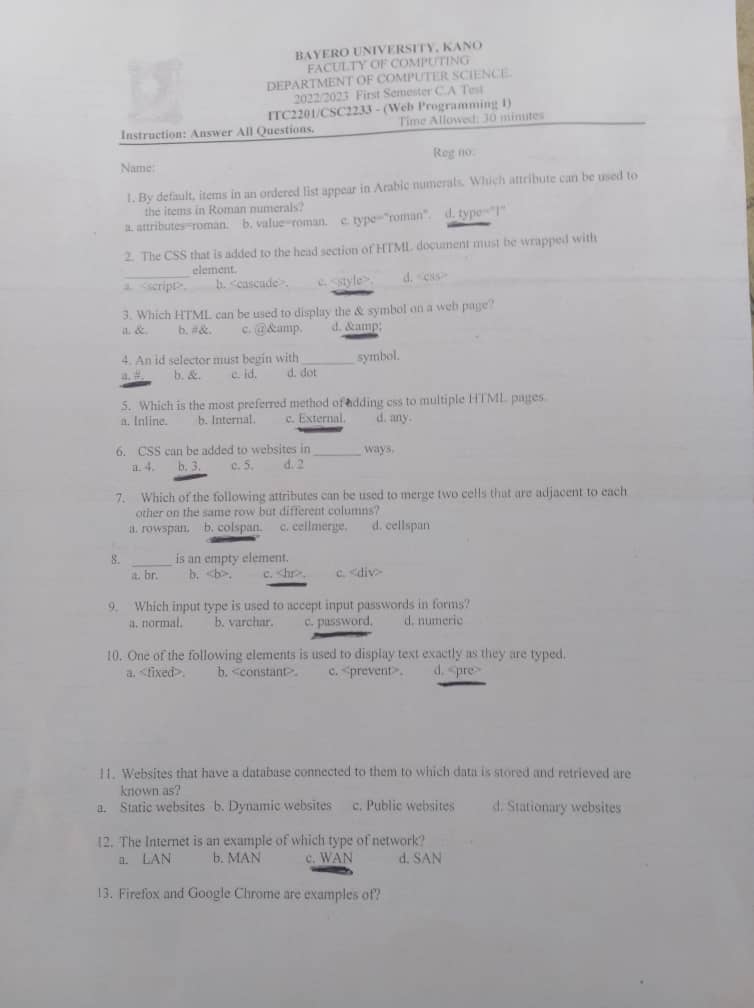 BAYERO UNIVERSITY, KANO
FACULTY OF COMPUTING
DEPARTMENT OF COMPUTER SCIENCE.
2022/2023 First Semester C.A Test
ITC2201/CSC2233 - (Web Programming I)
Instruction: Answer All Questions. Time Allowed: 30 minutes
Name: Reg no:
1. By default, items in an ordered list appear in Arabic numerals. Which attribute can be used to
the items in Roman numerals?
a. attributes=roman. b. value=roman. c. type="roman". d. type="I"
2. The CSS that is added to the head section of HTML document must be wrapped with
_________ element.
a. <script>. b. <cascade>. c. <style>. d. <css>
3. Which HTML can be used to display the & symbol on a web page?
a. &. b. #&. c. @&amp. d. &amp;
4. An id selector must begin with ________ symbol.
a. #. b. &. c. id. d. dot
5. Which is the most preferred method of adding css to multiple HTML pages.
a. Inline. b. Internal. c. External. d. any.
6. CSS can be added to websites in _______ ways.
a. 4. b. 3. c. 5. d. 2
7. Which of the following attributes can be used to merge two cells that are adjacent to each
other on the same row but different columns?
a. rowspan. b. colspan. c. cellmerge. d. cellspan
8. ______ is an empty element.
a. br. b. <b>. c. <hr>. c. <div>
9. Which input type is used to accept input passwords in forms?
a. normal. b. varchar. c. password. d. numeric
10. One of the following elements is used to display text exactly as they are typed.
a. <fixed>. b. <constant>. c. <prevent>. d. <pre>
11. Websites that have a database connected to them to which data is stored and retrieved are
known as?
a. Static websites b. Dynamic websites c. Public websites d. Stationary websites
12. The Internet is an example of which type of network?
a. LAN b. MAN c. WAN d. SAN
13. Firefox and Google Chrome are examples of?